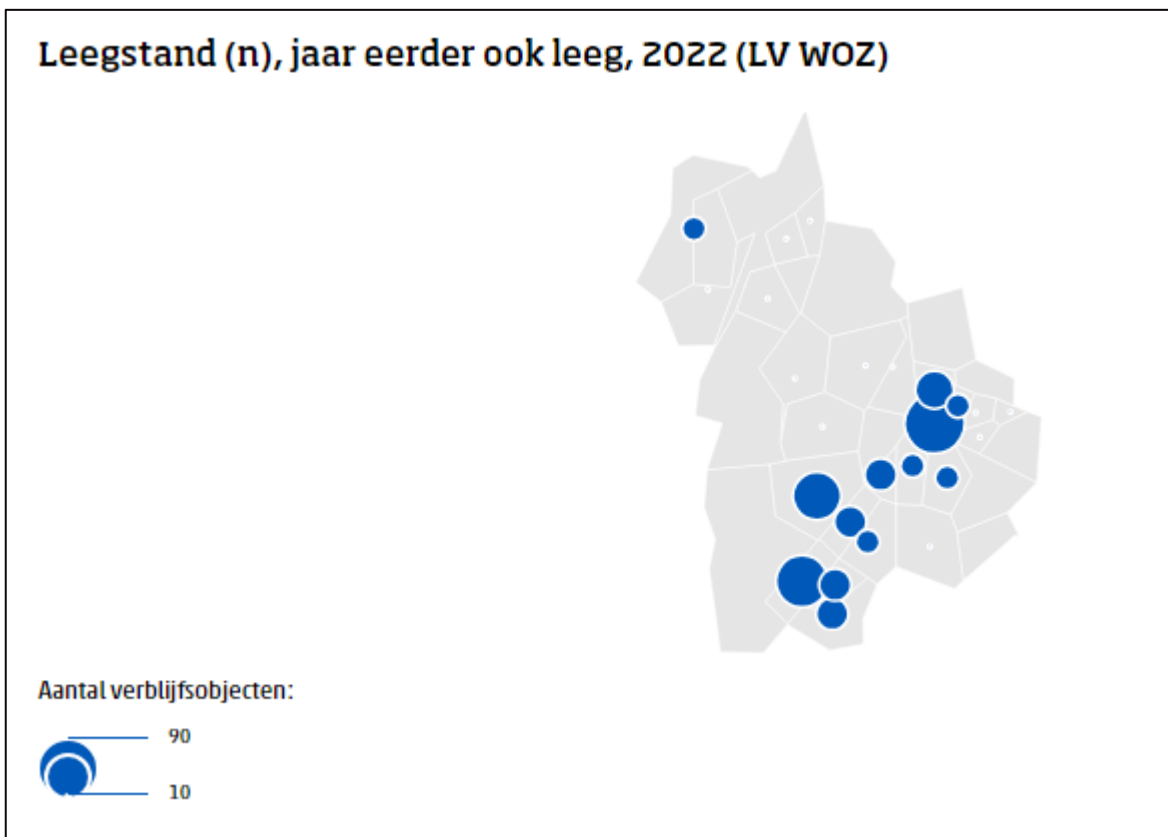 Leegstand (n), jaar eerder ook leeg, 2022 (LV WOZ)
Aantal verblijfsobjecten:
90
10